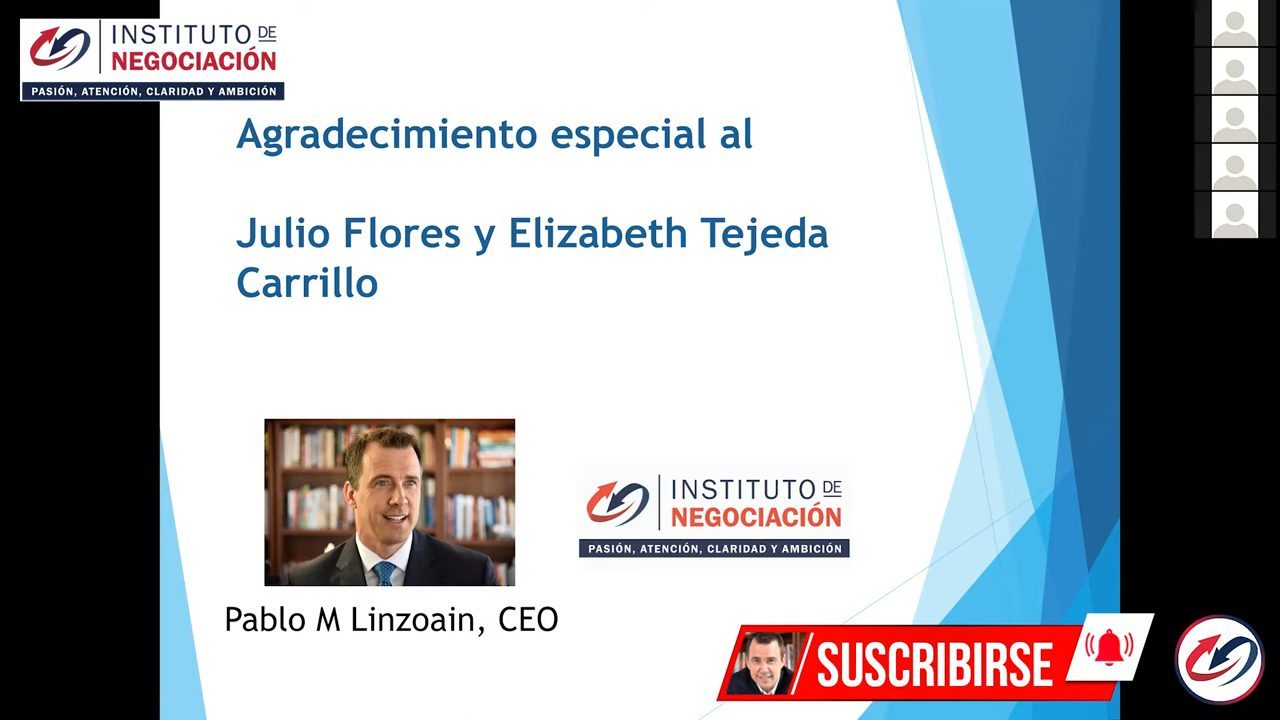 INSTITUTO DE
NEGOCIACIÓN
PASIÓN, ATENCIÓN, CLARIDAD Y AMBICIÓN
Agradecimiento especial al
Julio Flores y Elizabeth Tejeda
Carrillo
INSTITUTO DE
NEGOCIACIÓN
PASIÓN, ATENCIÓN, CLARIDAD Y AMBICIÓN
Pablo M Linzoain, CEO
SUSCRIBIRSE